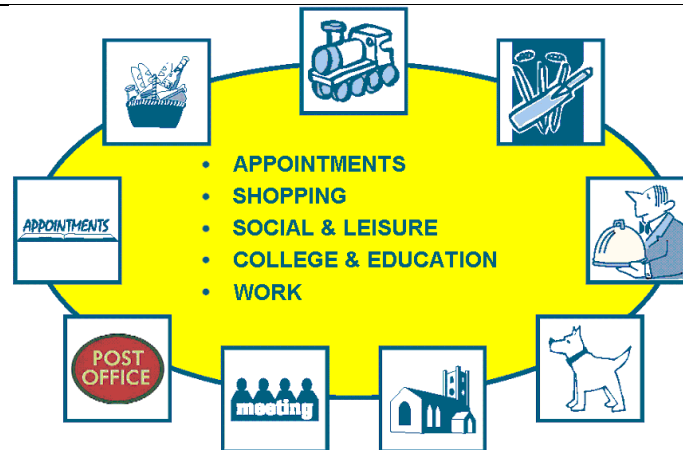 • APPOINTMENTS
• SHOPPING
• SOCIAL & LEISURE
• COLLEGE & EDUCATION
• WORK
APPOINTMENTS
POST
OFFICE
meeting